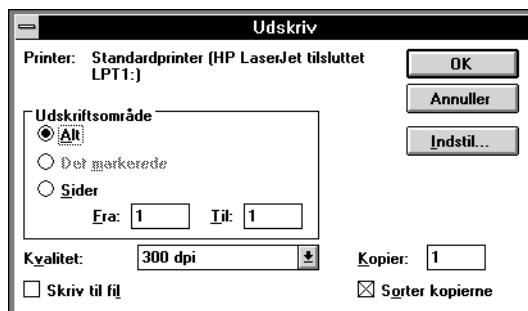 Udskriv
Printer: Standardprinter (HP LaserJet tilsluttet
LPT1:)
OK
Annuller
Indstil...
Udskriftsområde
Alt
Det markerede
Sider
Fra: 1 Til: 1
Kvalitet: 300 dpi
Kopier: 1
Skriv til fil
Sorter kopierne